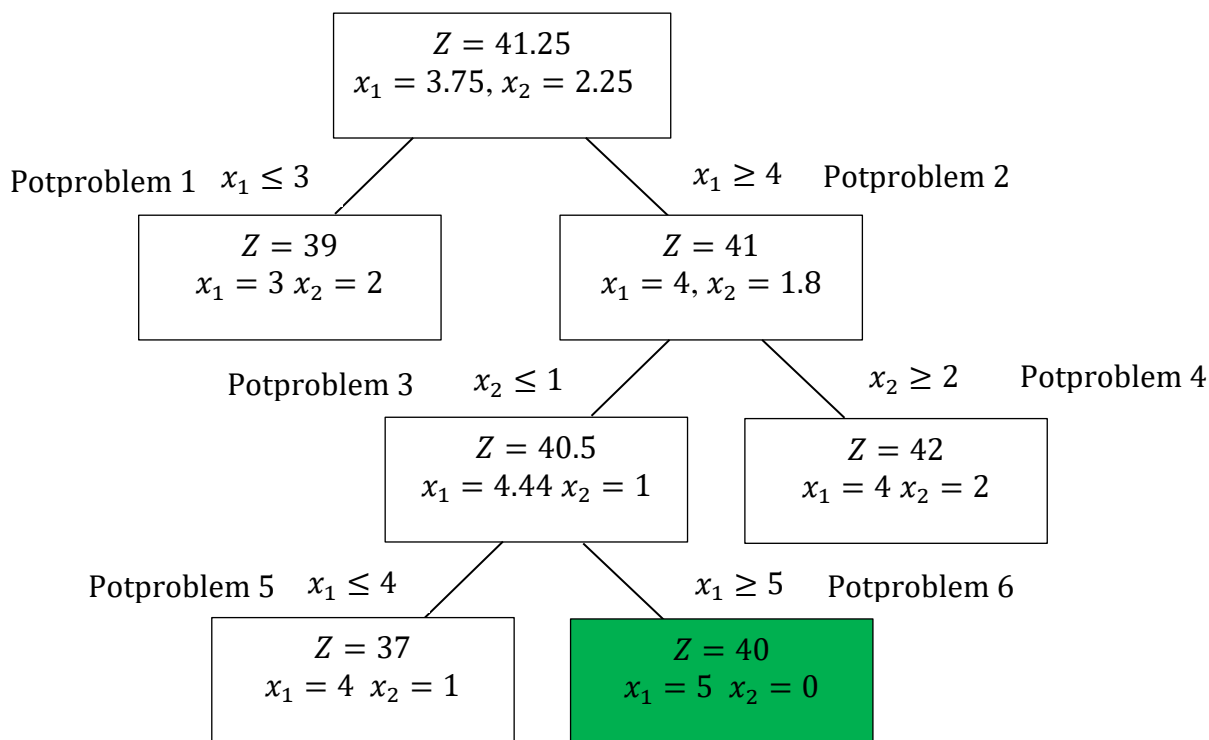 Z = 41.25
x₁ = 3.75, x₂ = 2.25
Potproblem 1 x₁ ≤ 3
x₁ ≥ 4 Potproblem 2
Z = 39
x₁ = 3 x₂ = 2
Z = 41
x₁ = 4, x₂ = 1.8
Potproblem 3 x₂ ≤ 1
x₂ ≥ 2 Potproblem 4
Z = 40.5
x₁ = 4.44 x₂ = 1
Z = 42
x₁ = 4 x₂ = 2
Potproblem 5 x₁ ≤ 4
x₁ ≥ 5 Potproblem 6
Z = 37
x₁ = 4 x₂ = 1
Z = 40
x₁ = 5 x₂ = 0